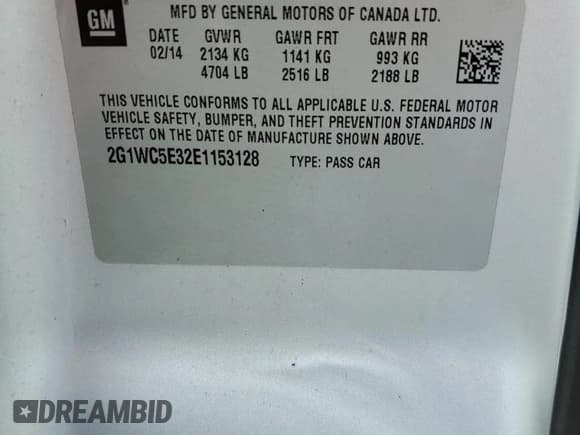 GM
®
MFD BY GENERAL MOTORS OF CANADA LTD.
DATE GVWR GAWR FRT GAWR RR
02/14 2134 KG 1141 KG 993 KG
4704 LB 2516 LB 2188 LB
THIS VEHICLE CONFORMS TO ALL APPLICABLE U.S. FEDERAL MOTOR
VEHICLE SAFETY, BUMPER, AND THEFT PREVENTION STANDARDS IN
EFFECT ON THE DATE OF MANUFACTURE SHOWN ABOVE.
2G1WC5E32E1153128 TYPE: PASS CAR
DREAMBID